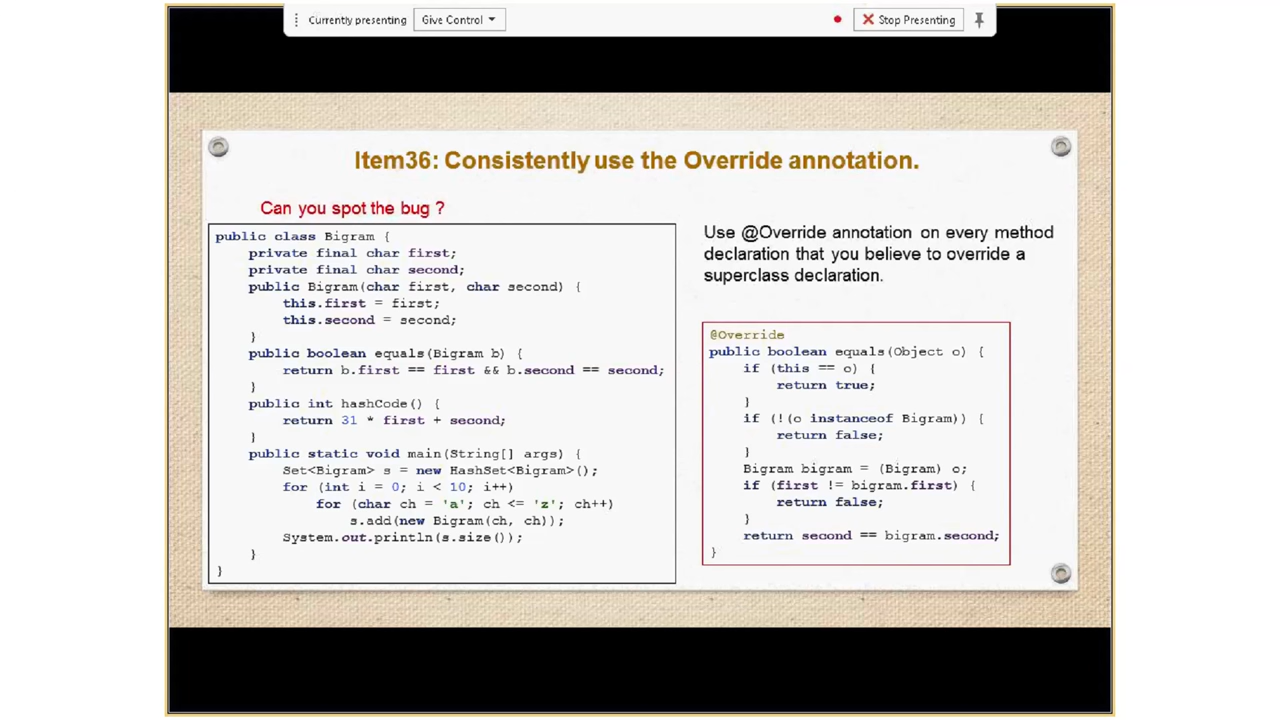 Currently presenting Give Control Stop Presenting
Item36: Consistently use the Override annotation.
Can you spot the bug ?
public class Bigram {
    private final char first;
    private final char second;
    public Bigram(char first, char second) {
        this.first = first;
        this.second = second;
    }
    public boolean equals(Bigram b) {
        return b.first == first && b.second == second;
    }
    public int hashCode() {
        return 31 * first + second;
    }
    public static void main(String[] args) {
        Set<Bigram> s = new HashSet<Bigram>();
        for (int i = 0; i < 10; i++)
            for (char ch = 'a'; ch <= 'z'; ch++)
                s.add(new Bigram(ch, ch));
        System.out.println(s.size());
    }
}
Use @Override annotation on every method
declaration that you believe to override a
superclass declaration.
@Override
public boolean equals(Object o) {
    if (this == o) {
        return true;
    }
    if (!(o instanceof Bigram)) {
        return false;
    }
    Bigram bigram = (Bigram) o;
    if (first != bigram.first) {
        return false;
    }
    return second == bigram.second;
}